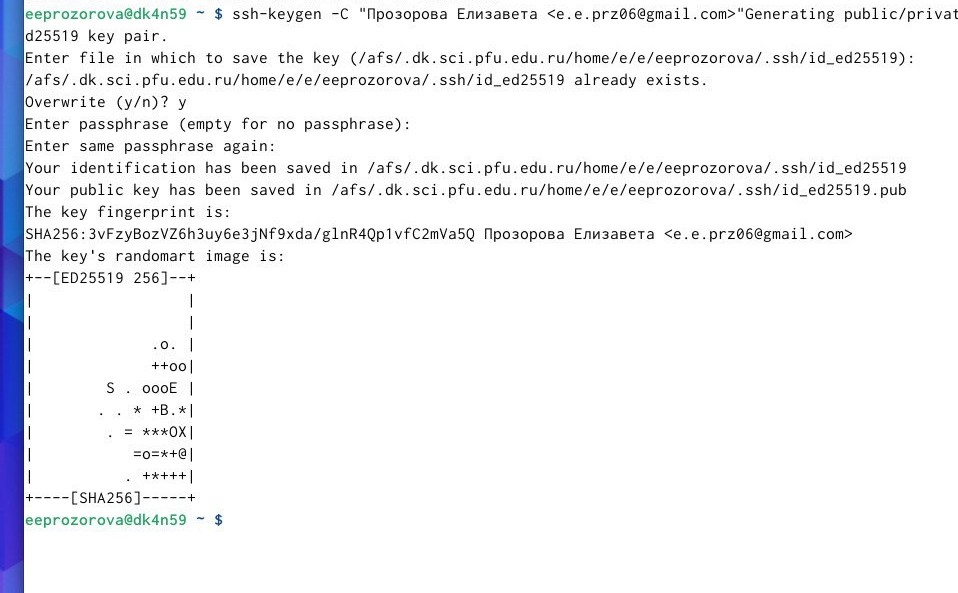 eeprozorova@dk4n59 ~ $ ssh-keygen -C "Прозорова Елизавета <e.e.prz06@gmail.com>"Generating public/privat
d25519 key pair.
Enter file in which to save the key (/afs/.dk.sci.pfu.edu.ru/home/e/e/eeprozorova/.ssh/id_ed25519):
/afs/.dk.sci.pfu.edu.ru/home/e/e/eeprozorova/.ssh/id_ed25519 already exists.
Overwrite (y/n)? y
Enter passphrase (empty for no passphrase):
Enter same passphrase again:
Your identification has been saved in /afs/.dk.sci.pfu.edu.ru/home/e/e/eeprozorova/.ssh/id_ed25519
Your public key has been saved in /afs/.dk.sci.pfu.edu.ru/home/e/e/eeprozorova/.ssh/id_ed25519.pub
The key fingerprint is:
SHA256:3vFzyBozVZ6h3uy6e3jNf9xda/glnR4Qp1vfC2mVa5Q Прозорова Елизавета <e.e.prz06@gmail.com>
The key's randomart image is:
+--[ED25519 256]--+
|                 |
|                 |
|             .o. |
|             ++oo|
|        S . oooE |
|       . . * +B.*|
|        . = ***OX|
|           =o=*+@|
|          . +*+++|
+----[SHA256]-----+
eeprozorova@dk4n59 ~ $